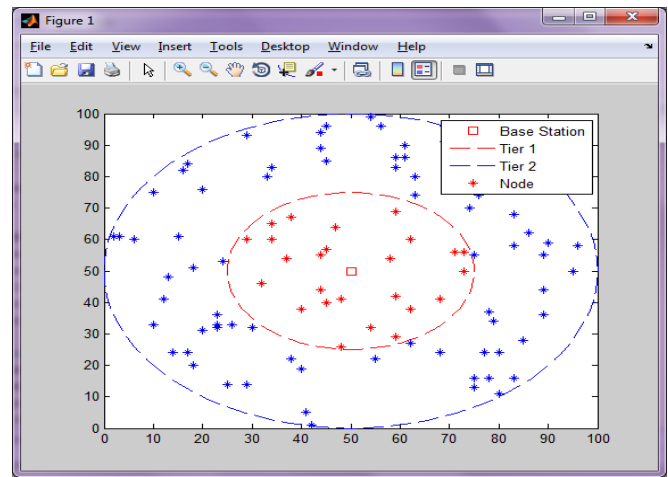 Figure 1
File Edit View Insert Tools Desktop Window Help
100
90
80
70
60
50
40
30
20
10
0
0 10 20 30 40 50 60 70 80 90 100
Base Station
Tier 1
Tier 2
Node